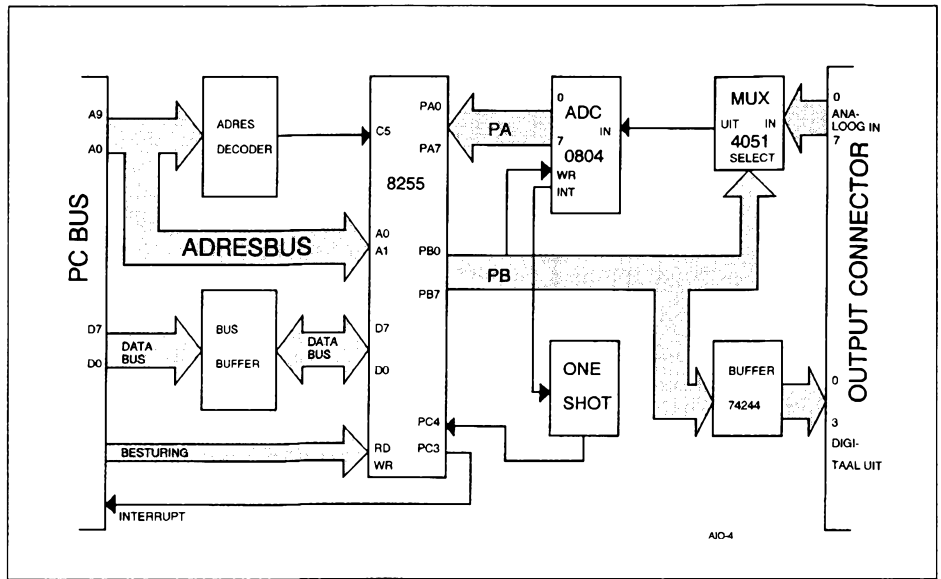 PC BUS
A9
A0
ADRES
DECODER
ADRESBUS
D7
D0
DATA
BUS
BUS
BUFFER
DATA
BUS
BESTURING
INTERRUPT
C5
8255
A0
A1
D7
D0
RD
WR
PA0
PA7
PB0
PB7
PC4
PC3
PA
PB
0
ADC
IN
7
0804
WR
INT
ONE
SHOT
MUX
UIT IN
4051
SELECT
BUFFER
74244
0
ANA-
LOOG IN
7
OUTPUT CONNECTOR
0
3
DIGI-
TAAL UIT
AIO-4